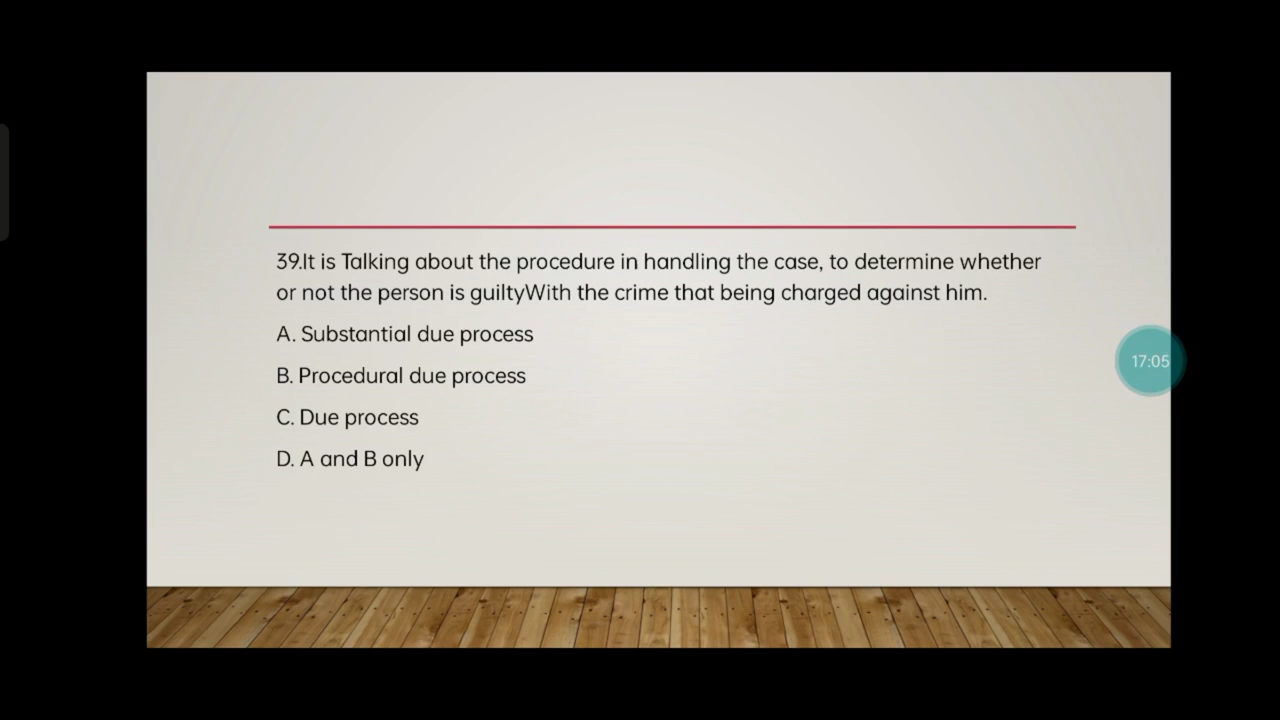 39.It is Talking about the procedure in handling the case, to determine whether
or not the person is guiltyWith the crime that being charged against him.
A. Substantial due process
B. Procedural due process
17:05
C. Due process
D. A and B only